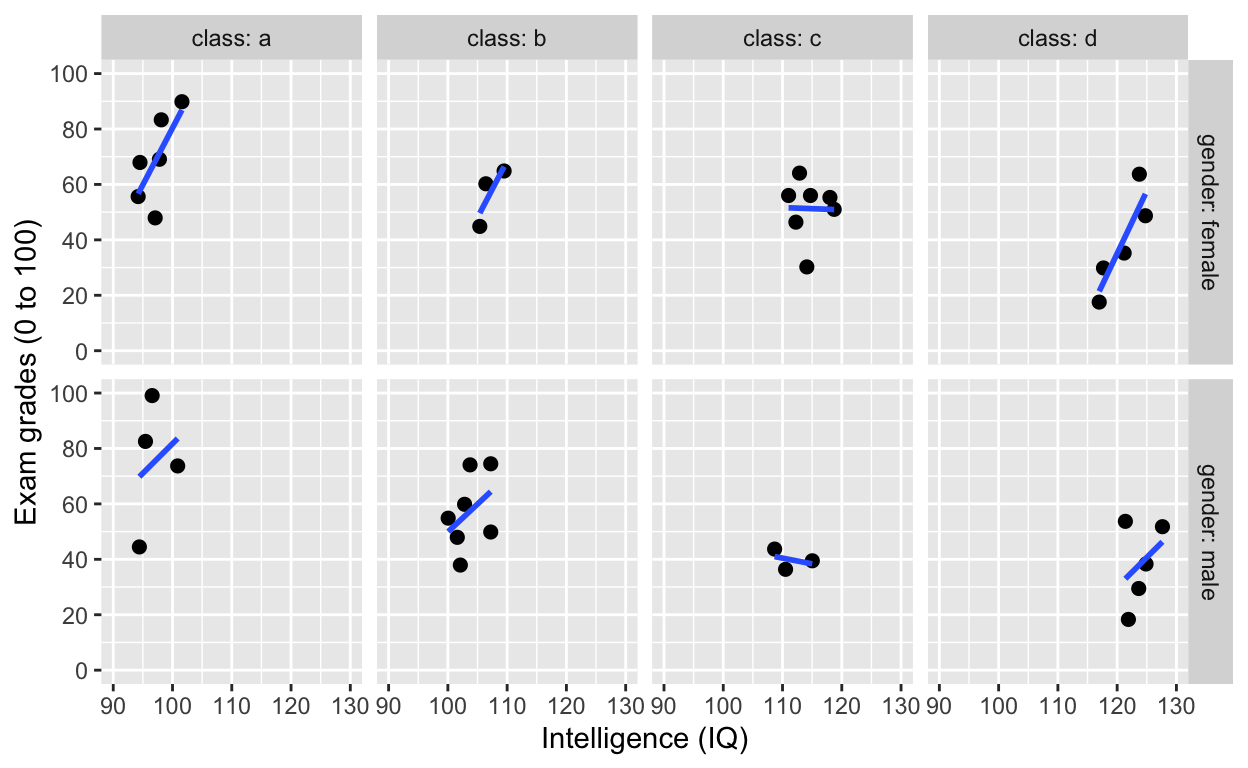 class: a
class: b
class: c
class: d
100
80
60
40
20
0
gender: female
100
80
60
40
20
0
gender: male
Exam grades (0 to 100)
90 100 110 120 130
90 100 110 120 130
90 100 110 120 130
90 100 110 120 130
Intelligence (IQ)